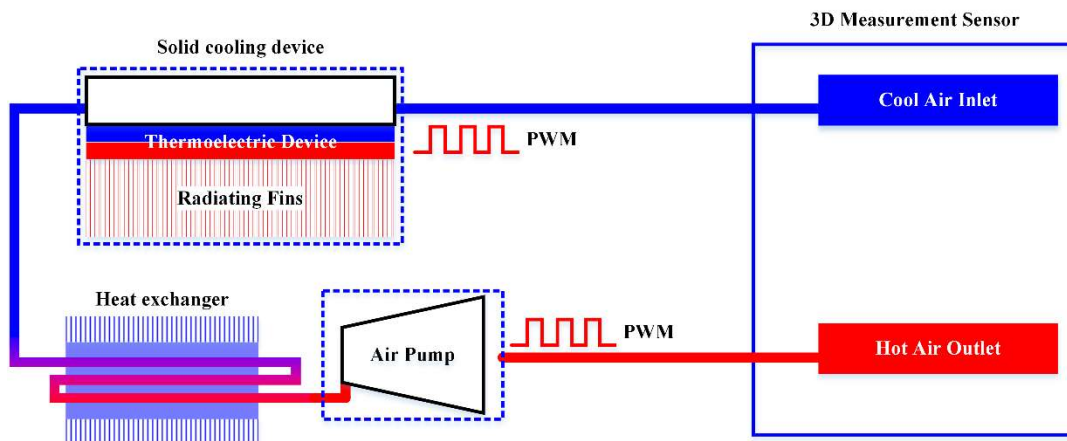 3D Measurement Sensor
Solid cooling device
Cool Air Inlet
Thermoelectric Device
PWM
Radiating Fins
Heat exchanger
PWM
Air Pump
Hot Air Outlet